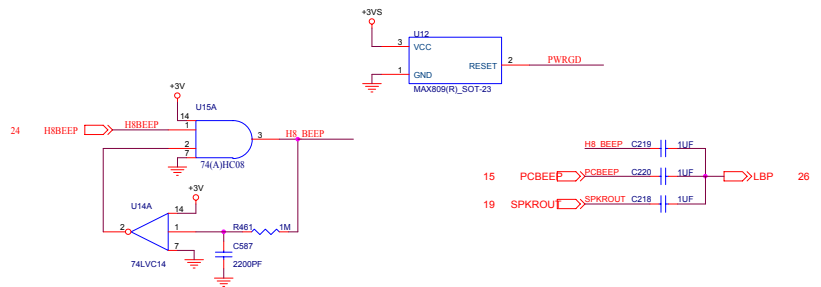 +3VS
U12
3
VCC
1
GND
RESET
2
PWRGD
MAX809(R)_SOT-23
+3V
U15A
14
24
H8BEEP
H8BEEP
1
2
7
3
H8_BEEP
74(A)HC08
+3V
U14A
14
2
1
7
74LVC14
R461
1M
C587
2200PF
H8_BEEP
C219
1UF
15
PCBEEP
PCBEEP
C220
1UF
LBP
26
19
SPKROUT
SPKROUT
C218
1UF